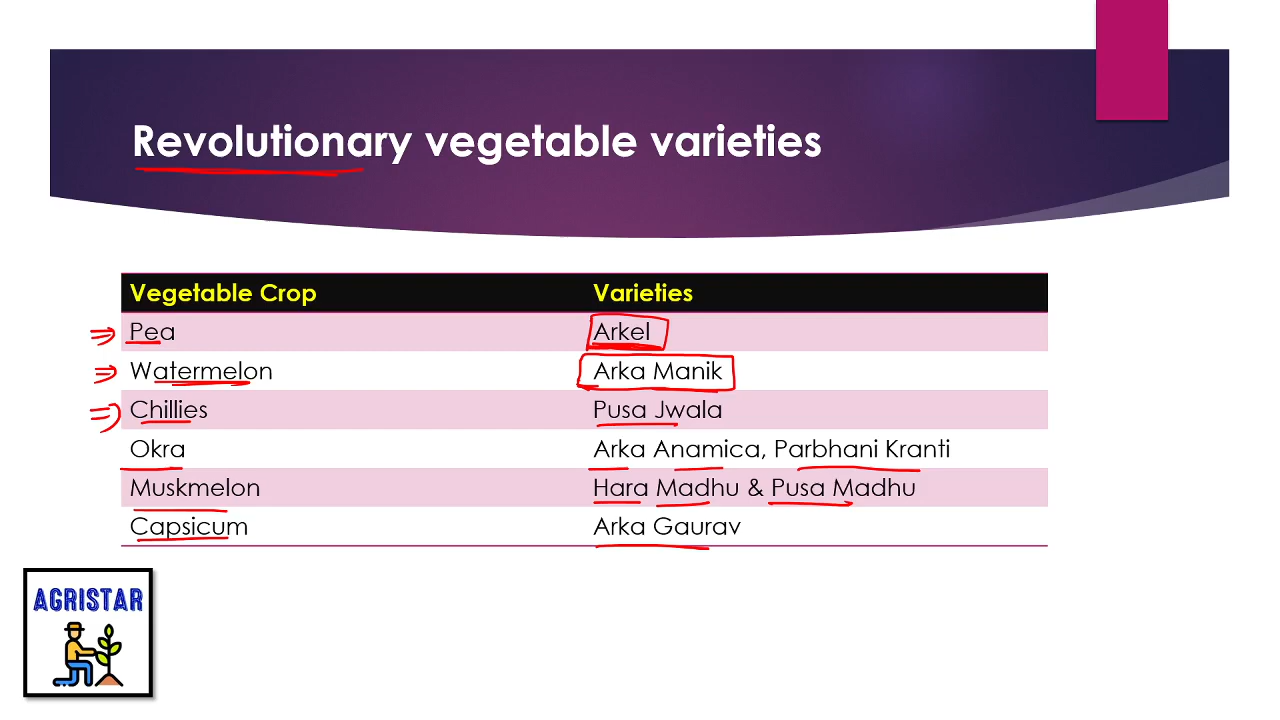 Revolutionary vegetable varieties
Vegetable Crop Varieties
Pea Arkel
Watermelon Arka Manik
Chillies Pusa Jwala
Okra Arka Anamica, Parbhani Kranti
Muskmelon Hara Madhu & Pusa Madhu
Capsicum Arka Gaurav
AGRISTAR